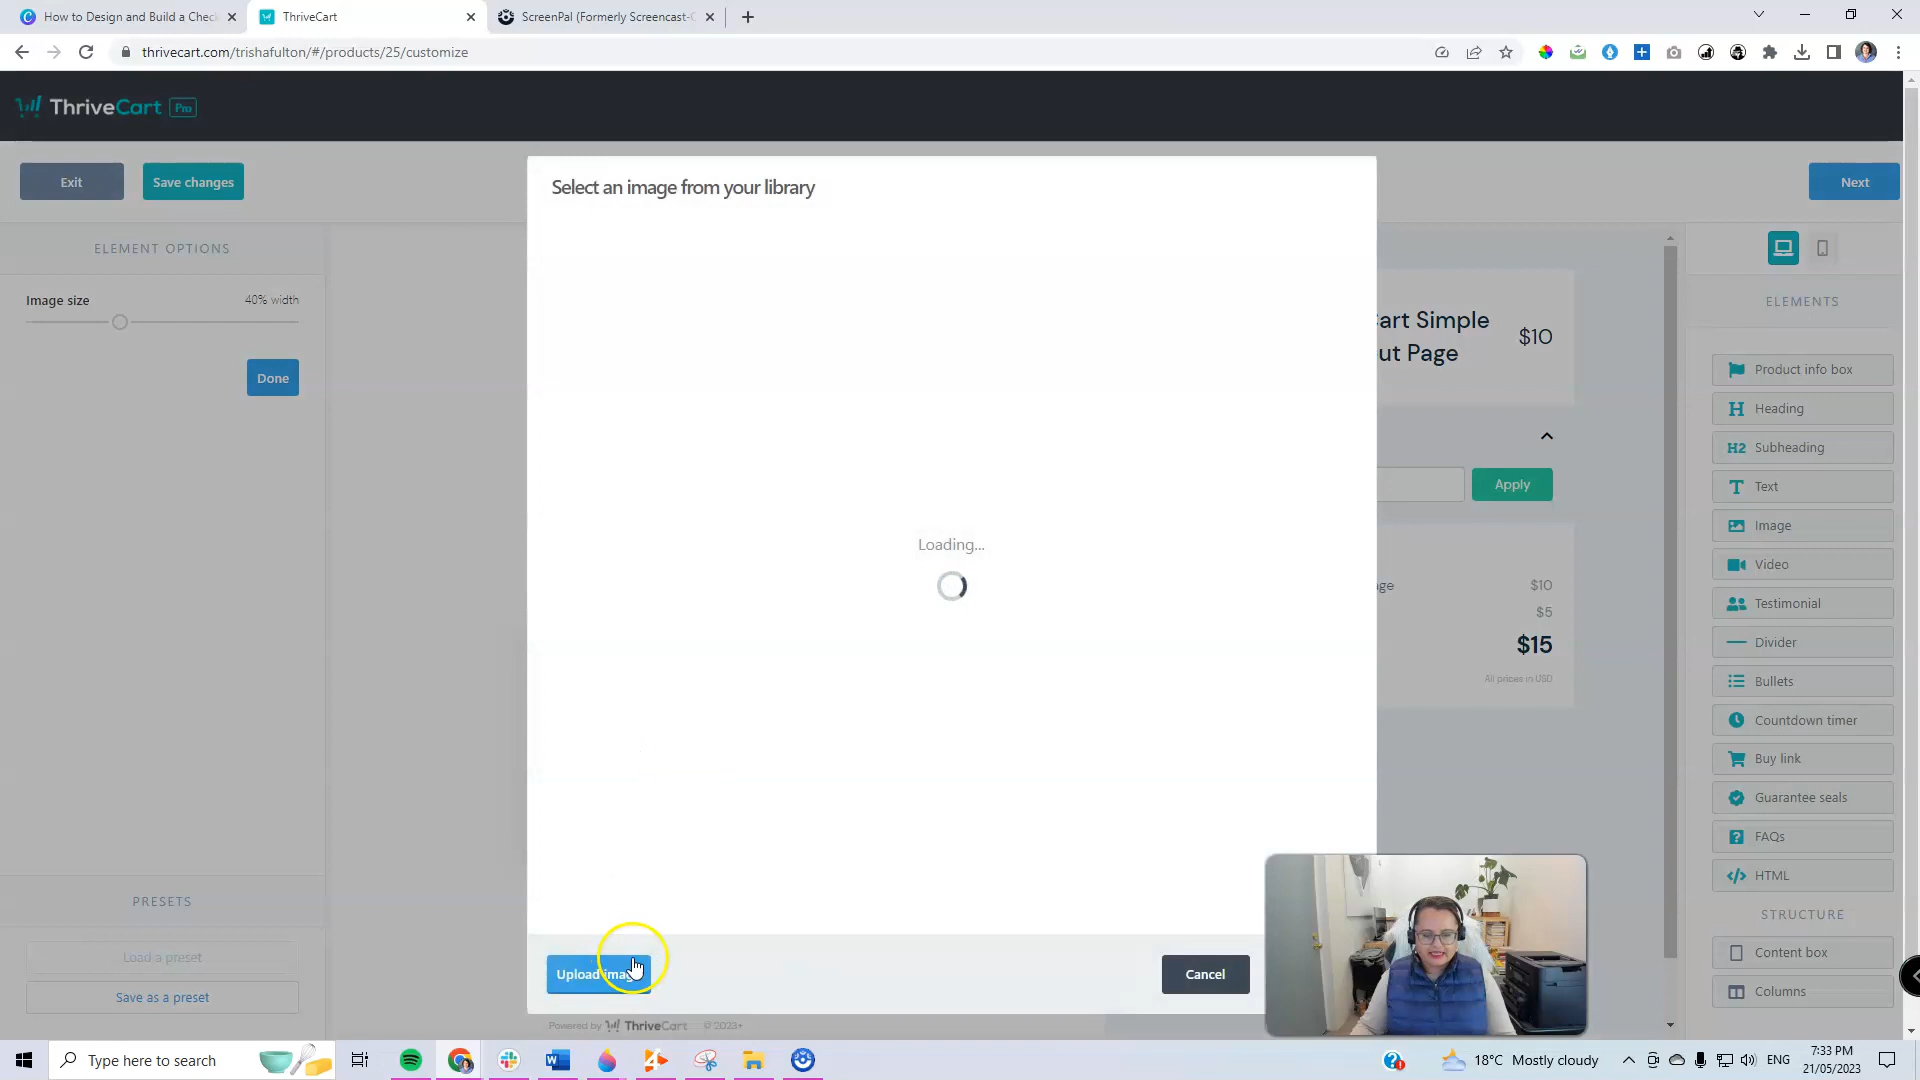 How to Design and Build a Chec
ThriveCart
ScreenPal (Formerly Screencast-O
thrivecart.com/trishafulton/#/products/25/customize
ThriveCart Pro
Exit
Save changes
Next
Select an image from your library
ELEMENT OPTIONS
Image size
40% width
Done
Loading...
art Simple
ut Page
$10
Apply
ge
$10
$5
$15
All prices in USD
ELEMENTS
Product info box
Heading
H2 Subheading
Text
Image
Video
Testimonial
Divider
Bullets
Countdown timer
Buy link
Guarantee seals
FAQs
HTML
STRUCTURE
Content box
Columns
PRESETS
Load a preset
Save as a preset
Upload imag
Cancel
Powered by ThriveCart © 2023+
Type here to search
18°C Mostly cloudy
ENG
7:33 PM
21/05/2023